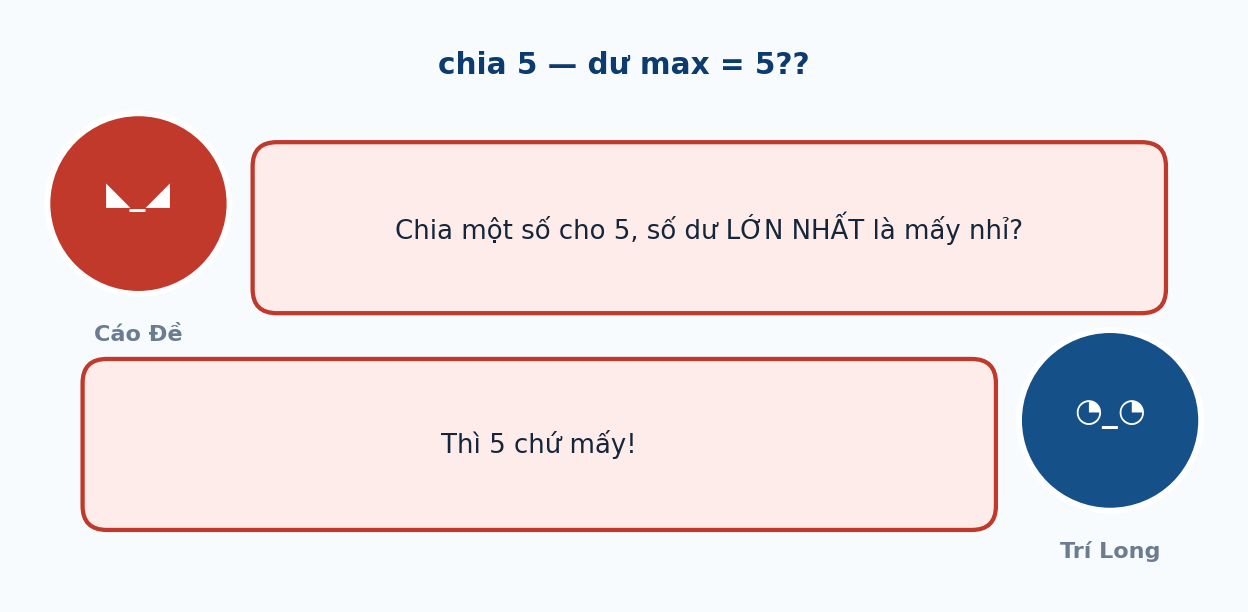 chia 5 — dư max = 5??
Chia một số cho 5, số dư LỚN NHẤT là mấy nhỉ?
Cáo Đề
Thì 5 chứ mấy!
Trí Long